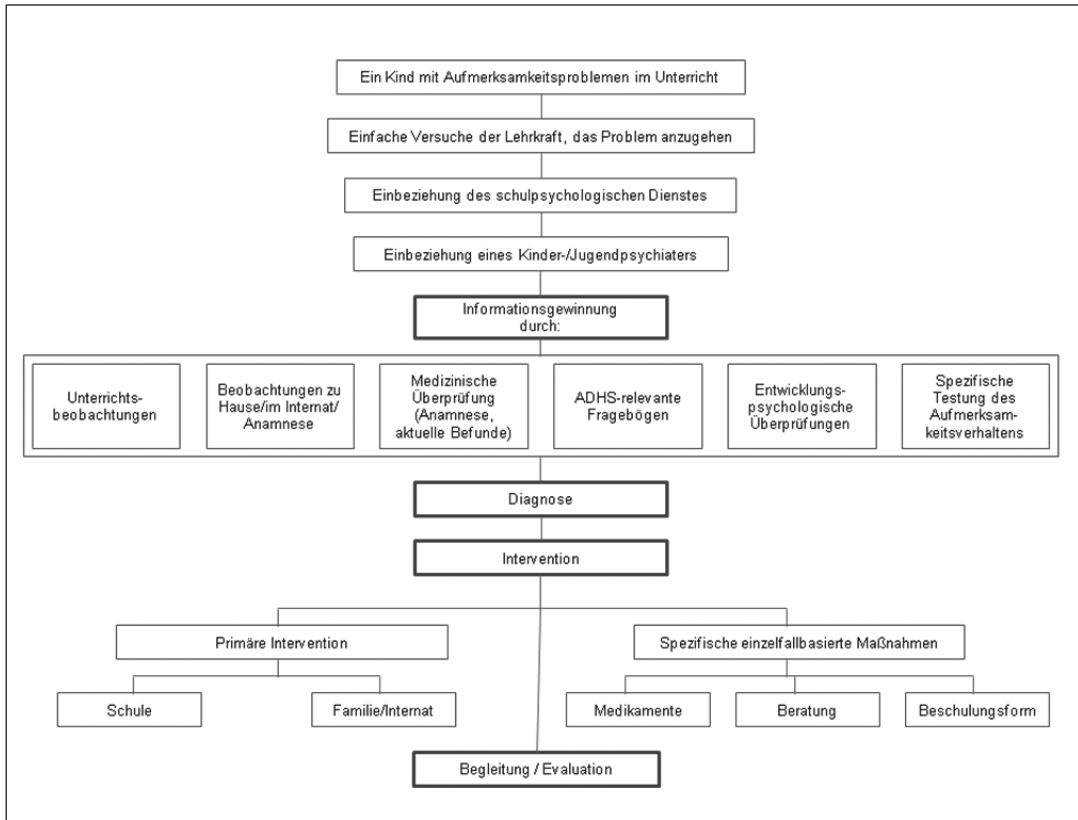 Ein Kind mit Aufmerksamkeitsproblemen im Unterricht
Einfache Versuche der Lehrkraft, das Problem anzugehen
Einbeziehung des schulpsychologischen Dienstes
Einbeziehung eines Kinder-/Jugendpsychiaters
Informationsgewinnung
durch:
Unterrichts-
beobachtungen
Beobachtungen zu
Hause/im Internat/
Anamnese
Medizinische
Überprüfung
(Anamnese,
aktuelle Befunde)
ADHS-relevante
Fragebögen
Entwicklungs-
psychologische
Überprüfungen
Spezifische
Testung des
Aufmerksam-
keitsverhaltens
Diagnose
Intervention
Primäre Intervention
Spezifische einzelfallbasierte Maßnahmen
Schule
Familie/Internat
Medikamente
Beratung
Beschulungsform
Begleitung / Evaluation